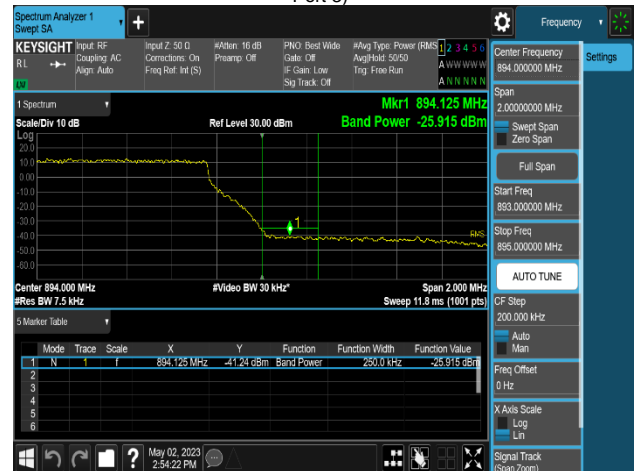 Port 3)
Spectrum Analyzer 1
Swept SA
Frequency
KEYSIGHT
RL
Input: RF
Coupling: AC
Align: Auto
Input Z: 50 Ω
Corrections: On
Freq Ref: Int (S)
#Atten: 16 dB
Preamp: Off
PNO: Best Wide
Gate: Off
IF Gain: Low
Sig Track: Off
#Avg Type: Power (RMS
Avg|Hold: 50/50
Trig: Free Run
1 2 3 4 5 6
A W W W W W
A N N N N N
LNI
1 Spectrum
Scale/Div 10 dB
Ref Level 30.00 dBm
Mkr1 894.125 MHz
Band Power -25.915 dBm
Log
20.0
10.0
0.00
-10.0
-20.0
-30.0
-40.0
-50.0
-60.0
1
RMS
Center 894.000 MHz
#Video BW 30 kHz*
Span 2.000 MHz
#Res BW 7.5 kHz
Sweep 11.8 ms (1001 pts)
5 Marker Table
Mode Trace Scale X Y Function Function Width Function Value
1 N 1 f 894.125 MHz -41.24 dBm Band Power 250.0 kHz -25.915 dBm
2
3
4
5
6
?
May 02, 2023
2:54:22 PM
Center Frequency
894.000000 MHz
Settings
Span
2.00000000 MHz
Swept Span
Zero Span
Full Span
Start Freq
893.000000 MHz
Stop Freq
895.000000 MHz
AUTO TUNE
CF Step
200.000 kHz
Auto
Man
Freq Offset
0 Hz
X Axis Scale
Log
Lin
Signal Track
(Span Zoom)